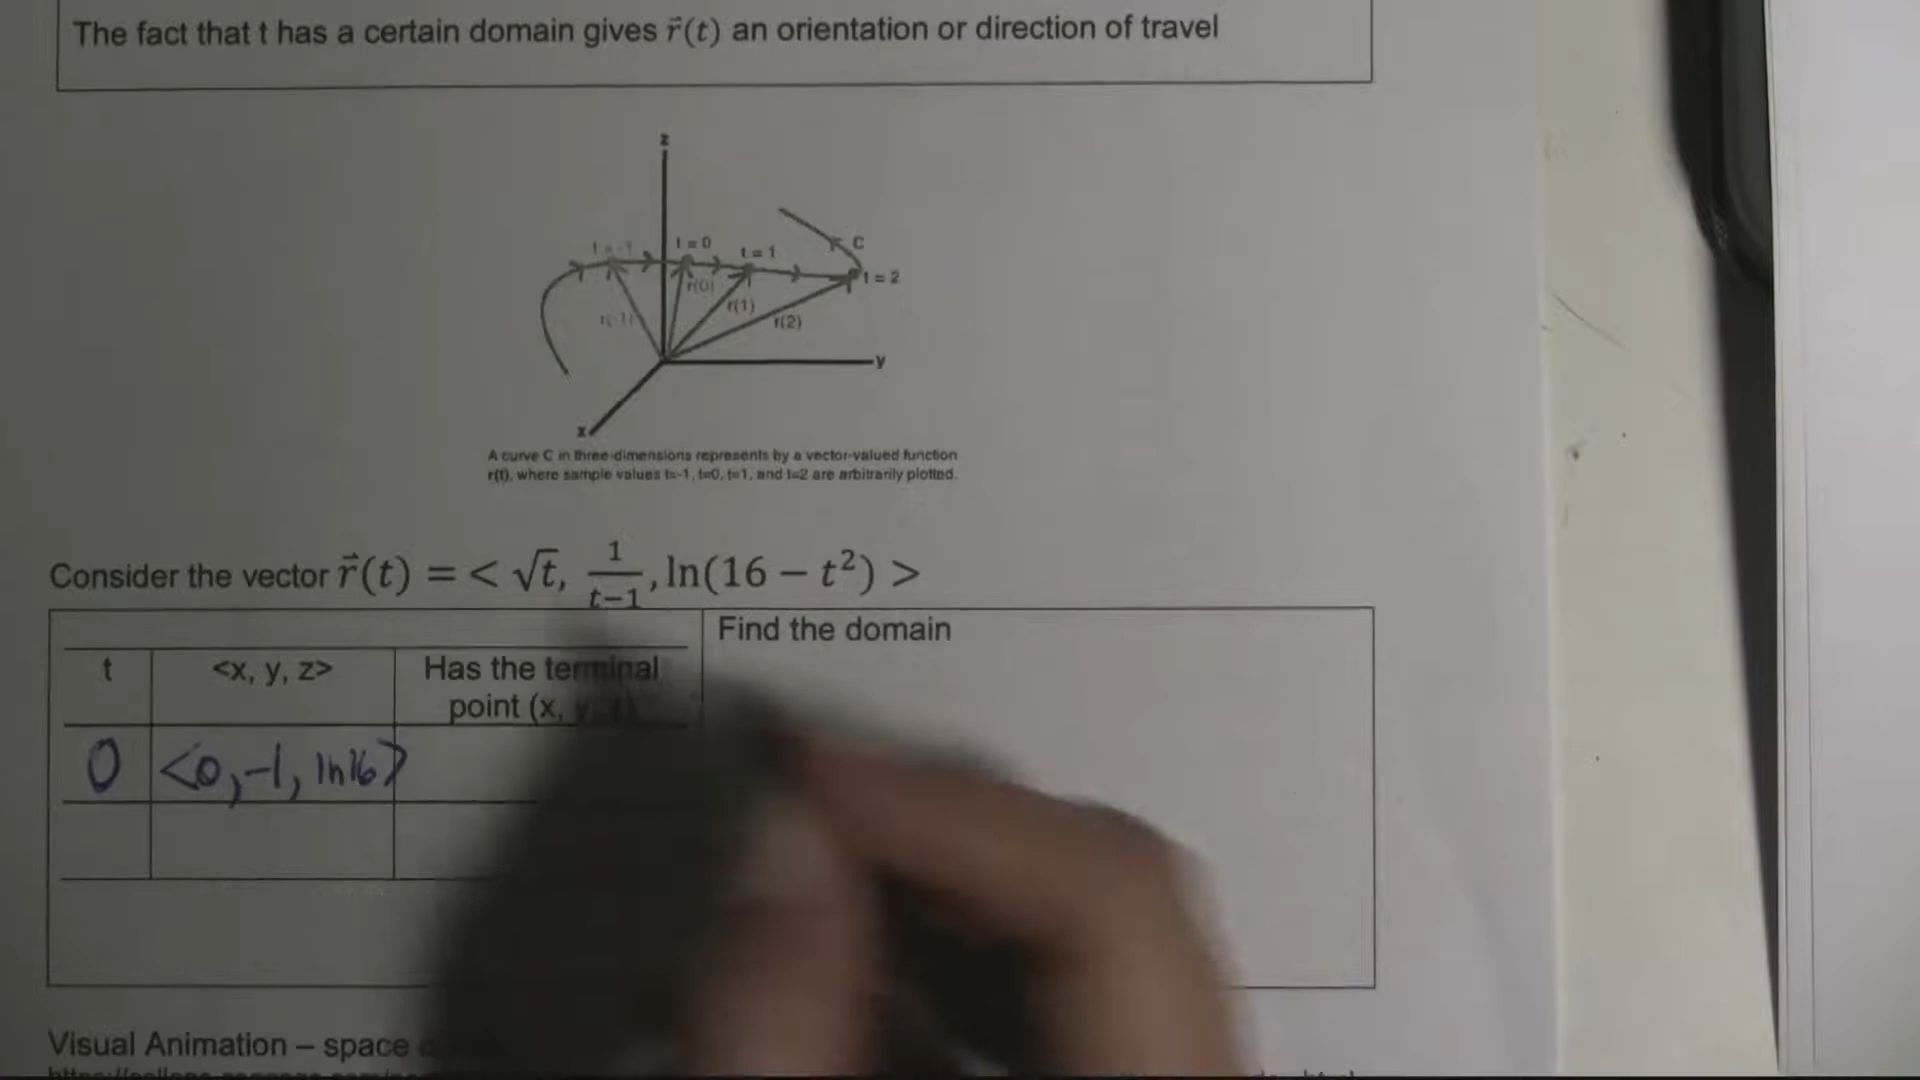 The fact that t has a certain domain gives r⃗(t) an orientation or direction of travel
z
t = -1
t = 0
t = 1
C
t = 2
r(-1)
r(0)
r(1)
r(2)
y
x
A curve C in three-dimensions represents by a vector-valued function
r(t), where sample values t=-1, t=0, t=1, and t=2 are arbitrarily plotted.
Consider the vector r⃗(t) = < √t, 1/(t−1), ln(16 − t²) >
Find the domain
t
<x, y, z>
Has the terminal
point (x, y, z)
0
<0, -1, ln16>
Visual Animation – space